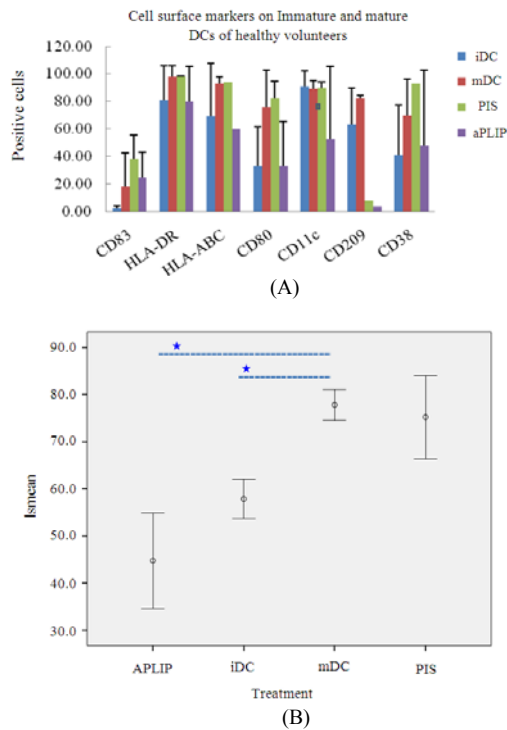 Cell surface markers on Immature and mature
DCs of healthy volunteers
Positive cells
120.00
100.00
80.00
60.00
40.00
20.00
0.00
iDC
mDC
PIS
aPLIP
CD83
HLA-DR
HLA-ABC
CD80
CD11c
CD209
CD38
(A)
lsmean
90.0
80.0
70.0
60.0
50.0
40.0
30.0
APLIP iDC mDC PIS
Treatment
(B)